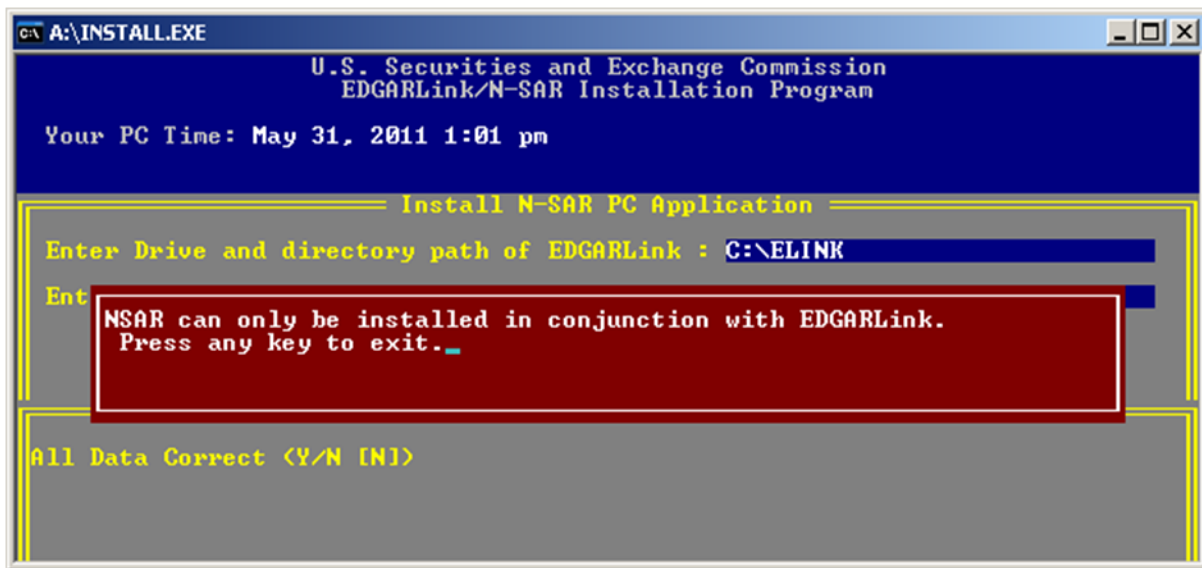 A:\INSTALL.EXE
U.S. Securities and Exchange Commission
EDGARLink/N-SAR Installation Program
Your PC Time: May 31, 2011 1:01 pm
Install N-SAR PC Application
Enter Drive and directory path of EDGARLink : C:\ELINK
Ent
NSAR can only be installed in conjunction with EDGARLink.
Press any key to exit._
All Data Correct (Y/N [N])